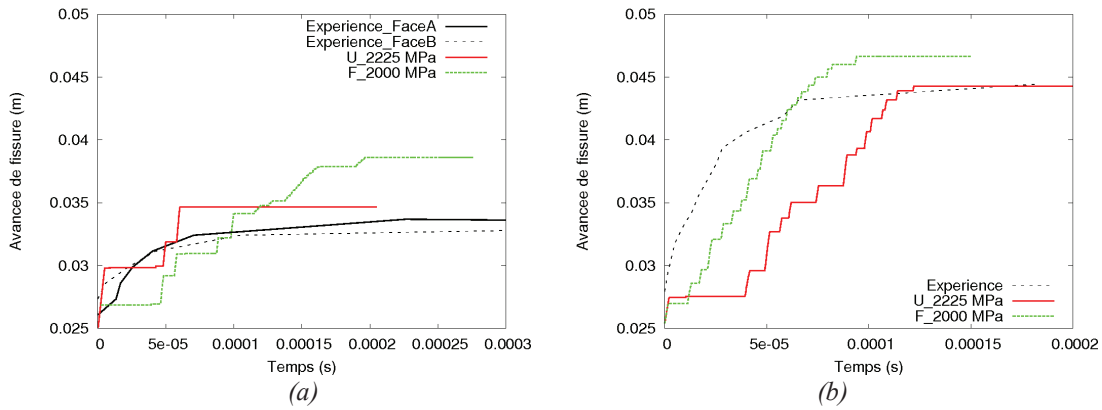 0.05
0.045
0.04
0.035
0.03
0.025
Avancee de fissure (m)
Experience_FaceA
Experience_FaceB
U_2225 MPa
F_2000 MPa
0 5e-05 0.0001 0.00015 0.0002 0.00025 0.0003
Temps (s)
(a)
0.05
0.045
0.04
0.035
0.03
0.025
Avancee de fissure (m)
Experience
U_2225 MPa
F_2000 MPa
0 5e-05 0.0001 0.00015 0.0002
Temps (s)
(b)